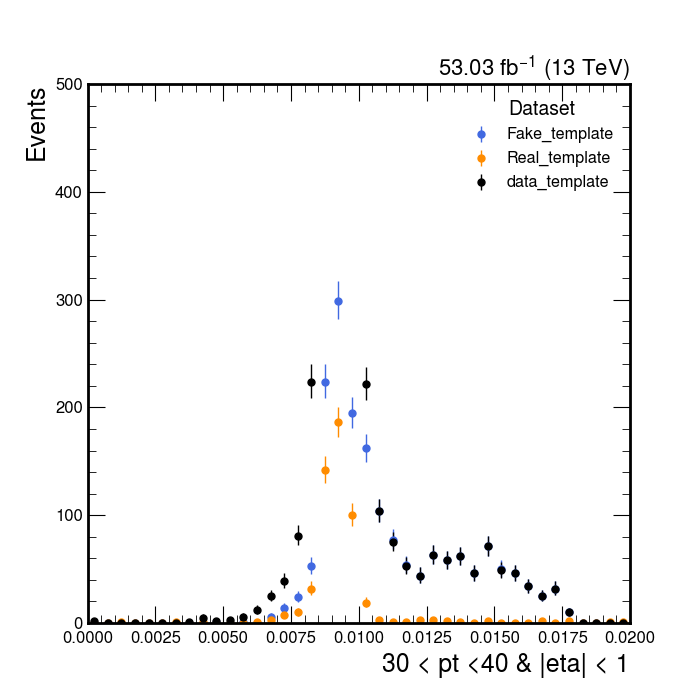 53.03 fb⁻¹ (13 TeV)
500
Events
Dataset
Fake_template
Real_template
data_template
400
300
200
100
0
0.0000 0.0025 0.0050 0.0075 0.0100 0.0125 0.0150 0.0175 0.0200
30 < pt <40 & |eta| < 1